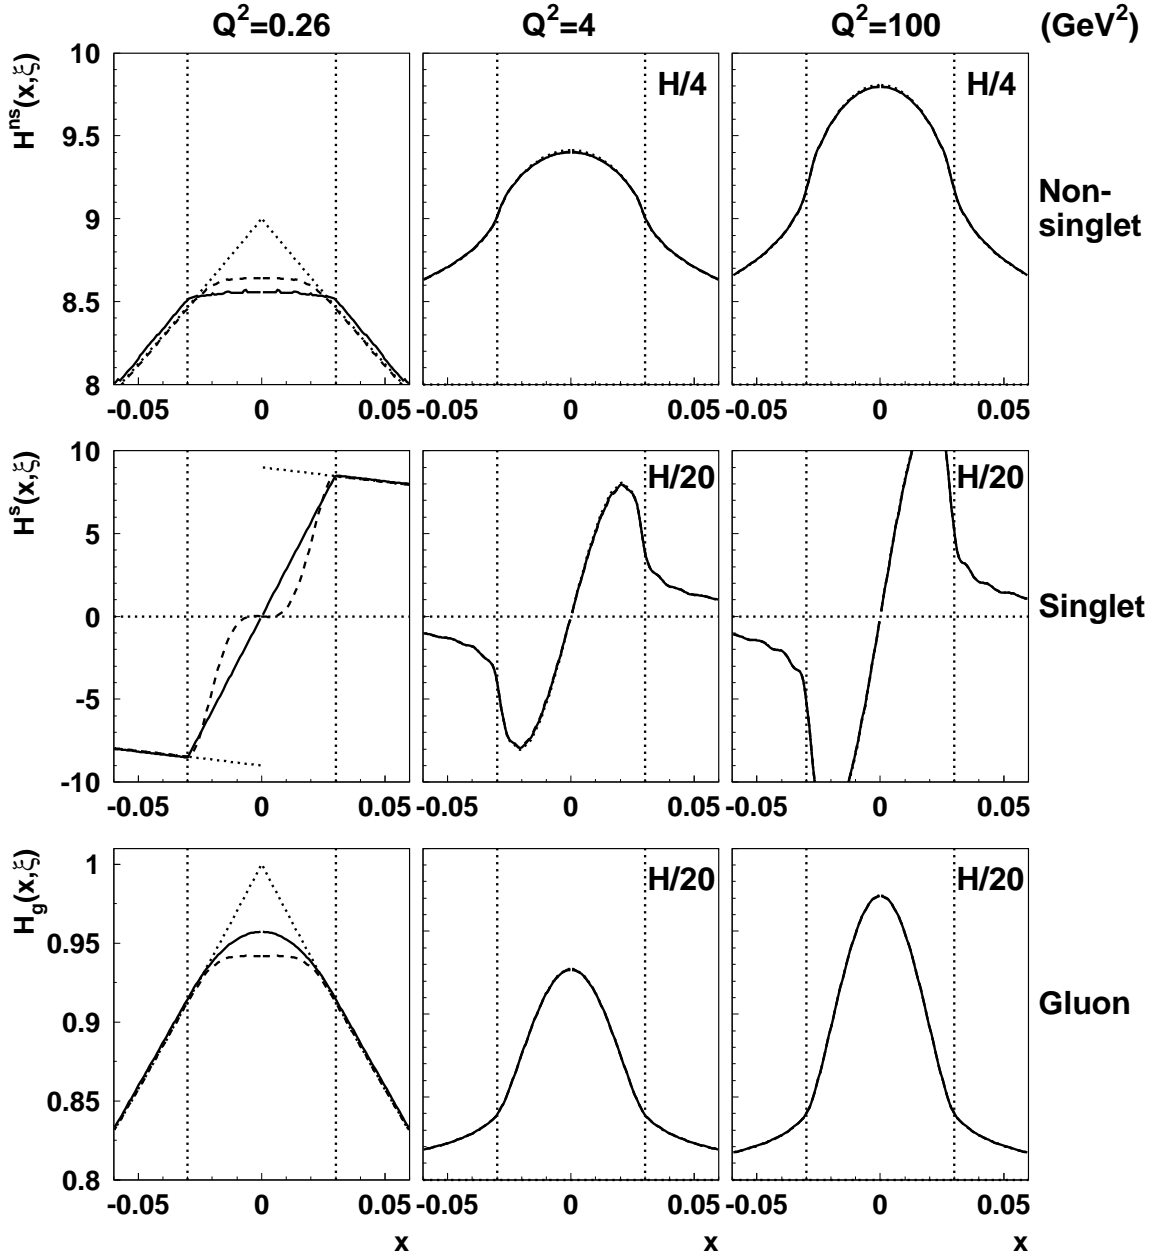 Q²=0.26 Q²=4 Q²=100 (GeV²)
H^ns(x,ξ)
10
9.5
9
8.5
8
H/4
H/4
Non-
singlet
-0.05 0 0.05 -0.05 0 0.05 -0.05 0 0.05
H^s(x,ξ)
10
5
0
-5
-10
H/20
H/20
Singlet
-0.05 0 0.05 -0.05 0 0.05 -0.05 0 0.05
H_g(x,ξ)
1
0.95
0.9
0.85
0.8
H/20
H/20
Gluon
-0.05 0 0.05 -0.05 0 0.05 -0.05 0 0.05
x x x